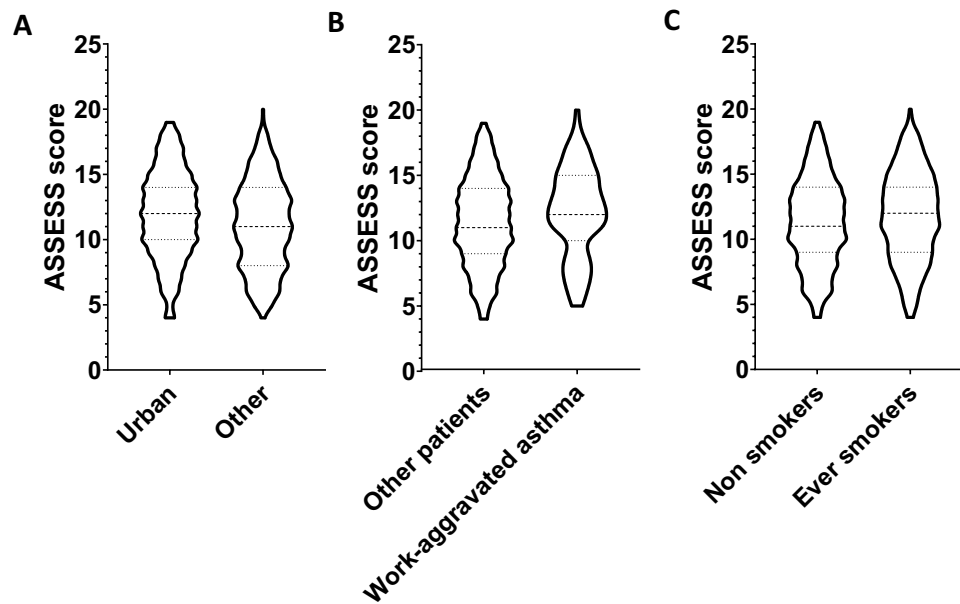 A
ASSESS score
25
20
15
10
5
0
Urban
Other
B
ASSESS score
25
20
15
10
5
0
Other patients
Work-aggravated asthma
C
ASSESS score
25
20
15
10
5
0
Non smokers
Ever smokers